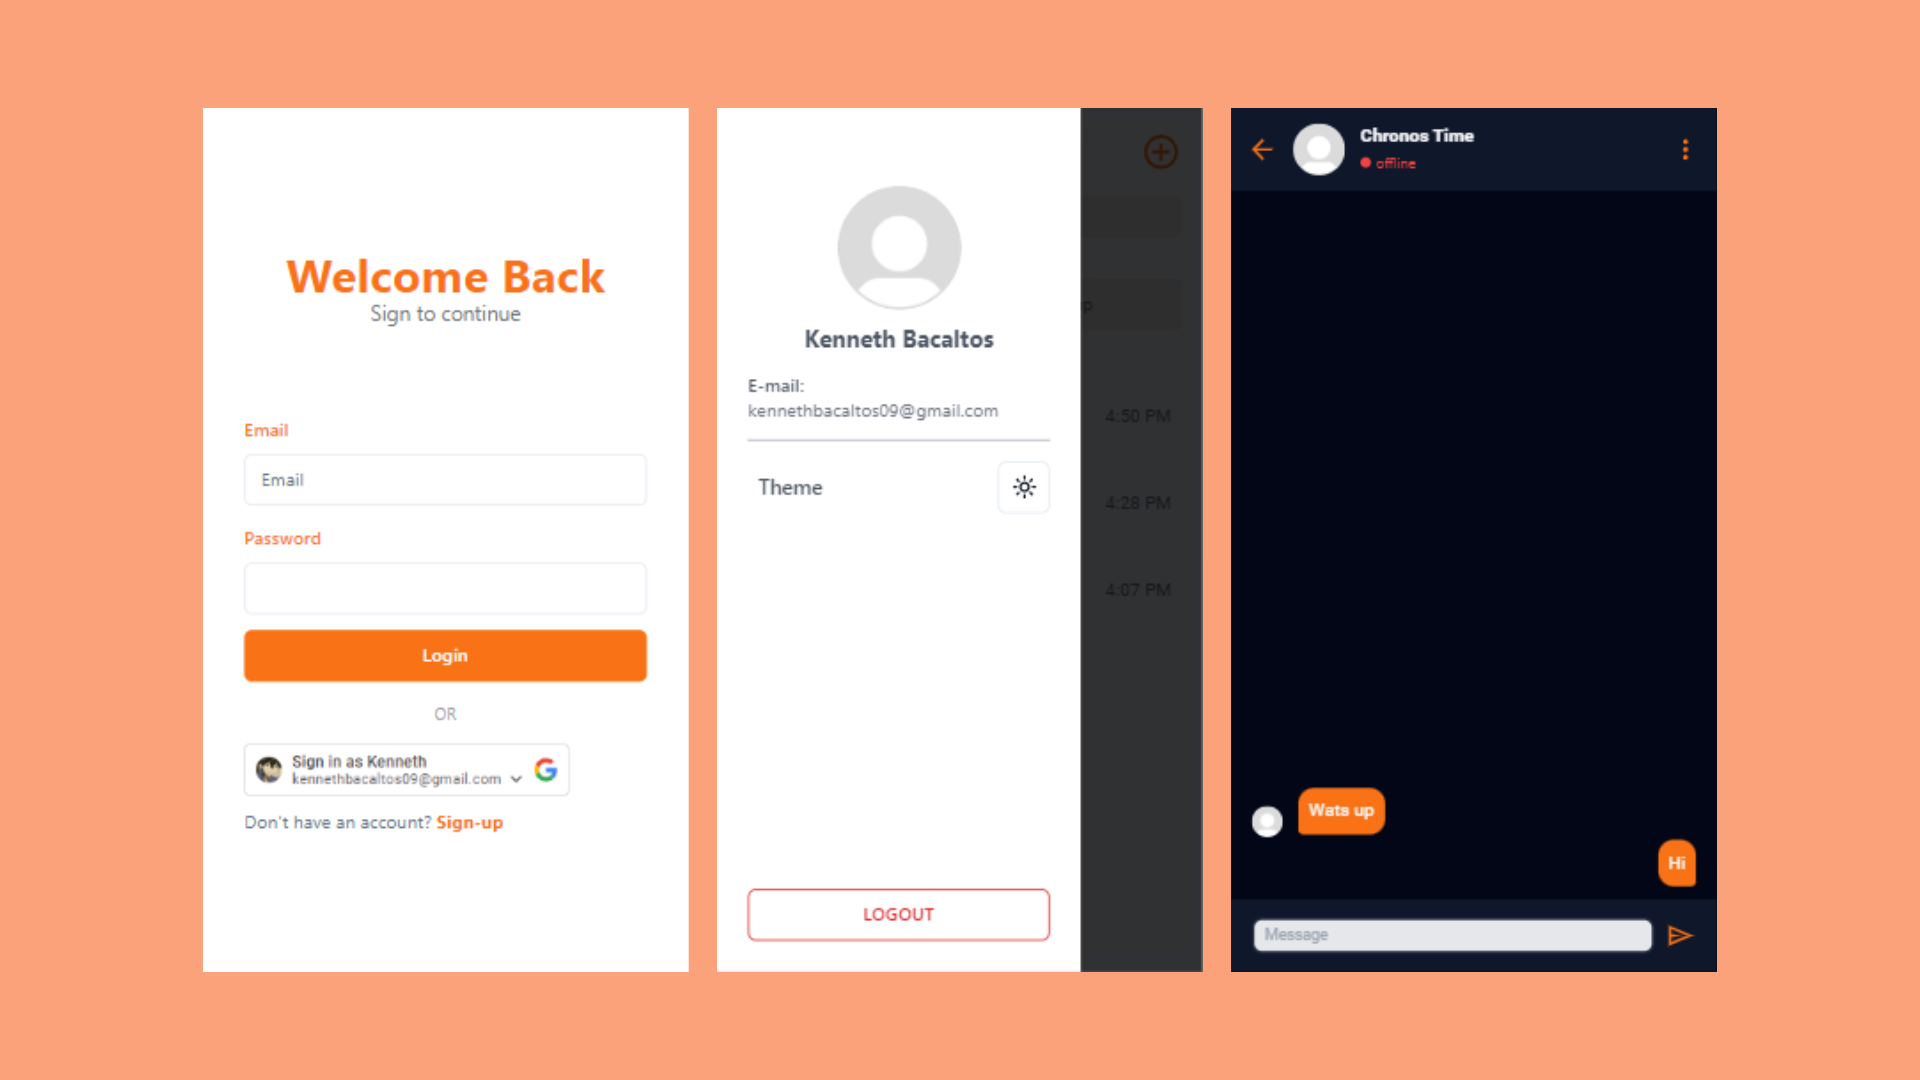 Welcome Back
Sign to continue
Email
Email
Password
Login
OR
Sign in as Kenneth
kennethbacaltos09@gmail.com
Don't have an account? Sign-up
Kenneth Bacaltos
E-mail:
kennethbacaltos09@gmail.com
Theme
LOGOUT
p
4:50 PM
4:28 PM
4:07 PM
Chronos Time
offline
Wats up
Hi
Message